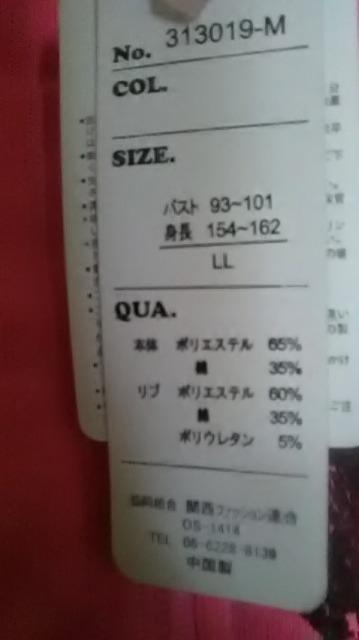 No. 313019-M
COL.
SIZE.
バスト 93~101
身長 154~162
LL
QUA.
本体 ポリエステル 65%
綿 35%
リブ ポリエステル 60%
綿 35%
ポリウレタン 5%
協同組合 関西ファッション連合
OS-1414
TEL 06-6228-6139
中国製